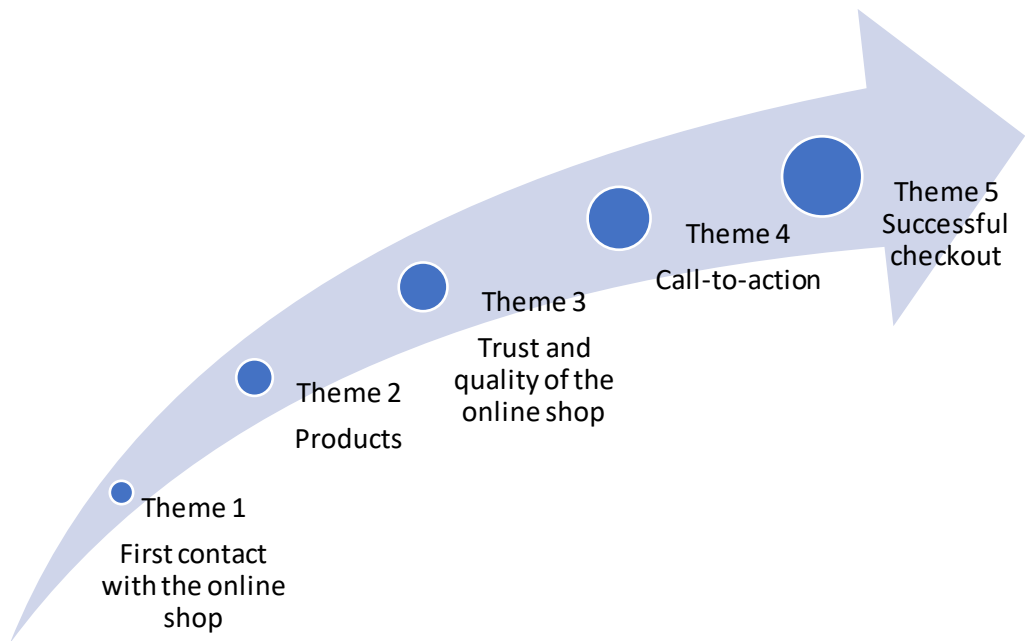 Theme 1
First contact
with the online
shop
Theme 2
Products
Theme 3
Trust and
quality of the
online shop
Theme 4
Call-to-action
Theme 5
Successful
checkout